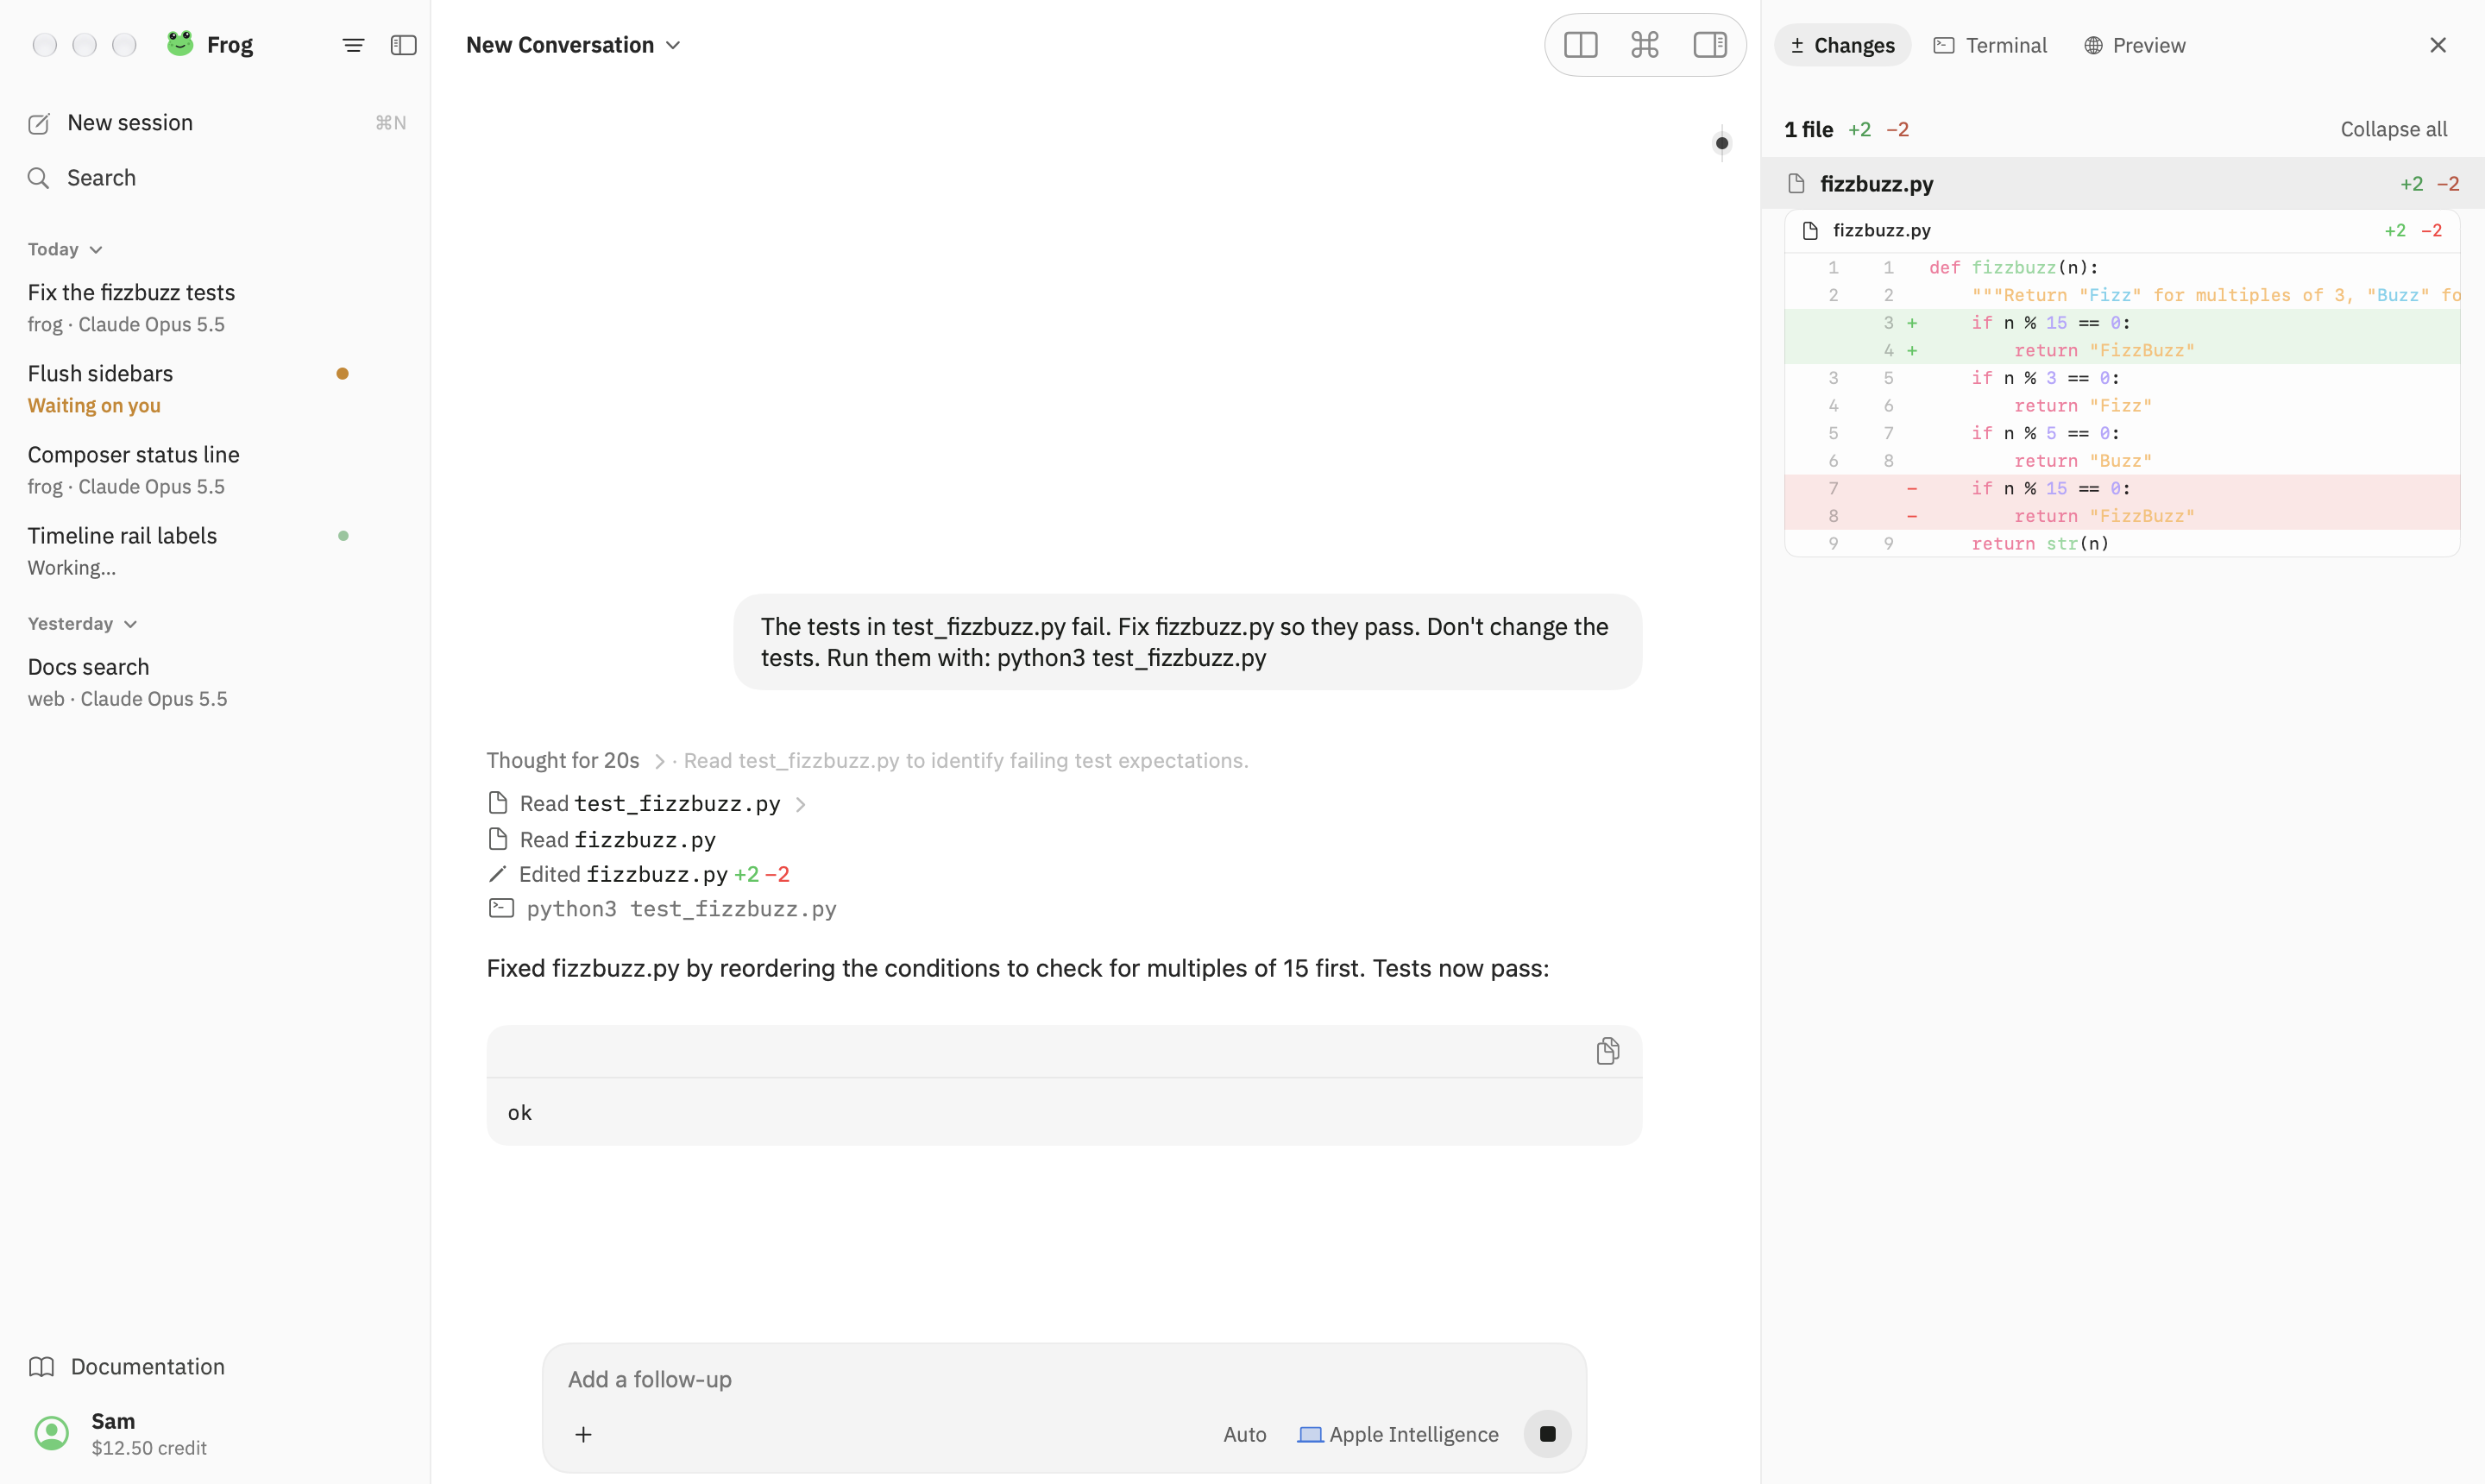 Frog
New session ⌘N
Search
Today
Fix the fizzbuzz tests
frog · Claude Opus 5.5
Flush sidebars
Waiting on you
Composer status line
frog · Claude Opus 5.5
Timeline rail labels
Working...
Yesterday
Docs search
web · Claude Opus 5.5
Documentation
Sam
$12.50 credit
New Conversation
The tests in test_fizzbuzz.py fail. Fix fizzbuzz.py so they pass. Don't change the
tests. Run them with: python3 test_fizzbuzz.py
Thought for 20s · Read test_fizzbuzz.py to identify failing test expectations.
Read test_fizzbuzz.py
Read fizzbuzz.py
Edited fizzbuzz.py +2 −2
python3 test_fizzbuzz.py
Fixed fizzbuzz.py by reordering the conditions to check for multiples of 15 first. Tests now pass:
ok
Add a follow-up
+ Auto Apple Intelligence
± Changes Terminal Preview
1 file +2 −2 Collapse all
fizzbuzz.py +2 −2
fizzbuzz.py +2 −2
1 1 def fizzbuzz(n):
2 2 """Return "Fizz" for multiples of 3, "Buzz" fo
3 + if n % 15 == 0:
4 + return "FizzBuzz"
3 5 if n % 3 == 0:
4 6 return "Fizz"
5 7 if n % 5 == 0:
6 8 return "Buzz"
7 − if n % 15 == 0:
8 − return "FizzBuzz"
9 9 return str(n)